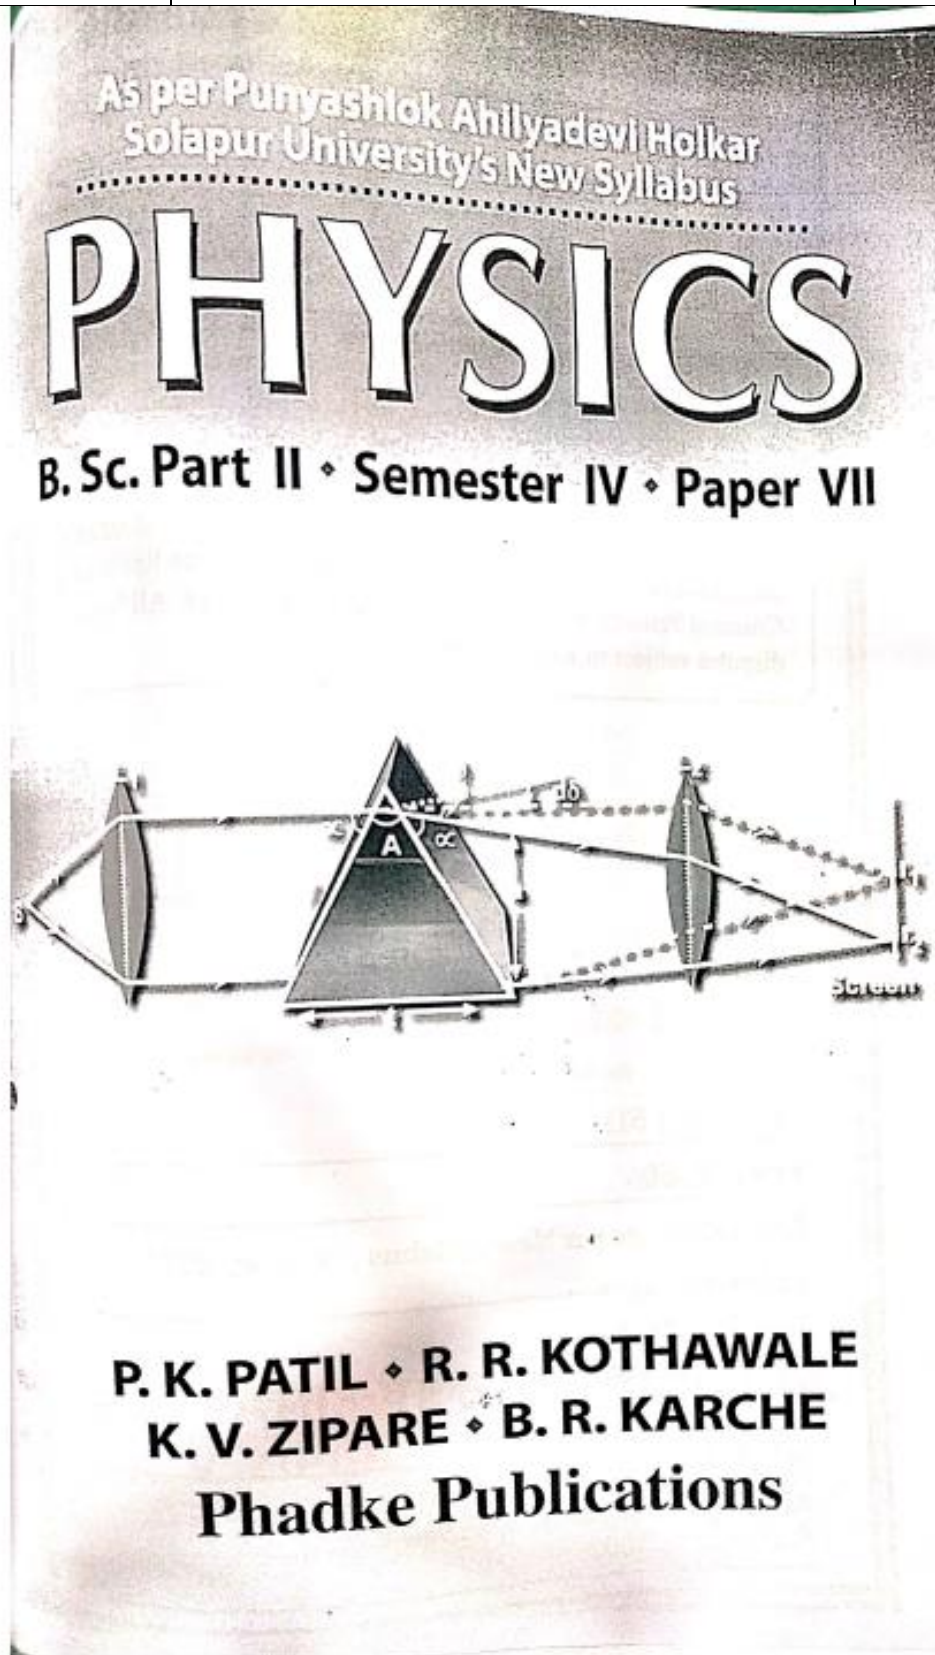 As per Punyashlok Ahilyadevi Holkar
Solapur University's New Syllabus
PHYSICS
B. Sc. Part II • Semester IV • Paper VII
A
α
dδ
Screen
P. K. PATIL • R. R. KOTHAWALE
K. V. ZIPARE • B. R. KARCHE
Phadke Publications